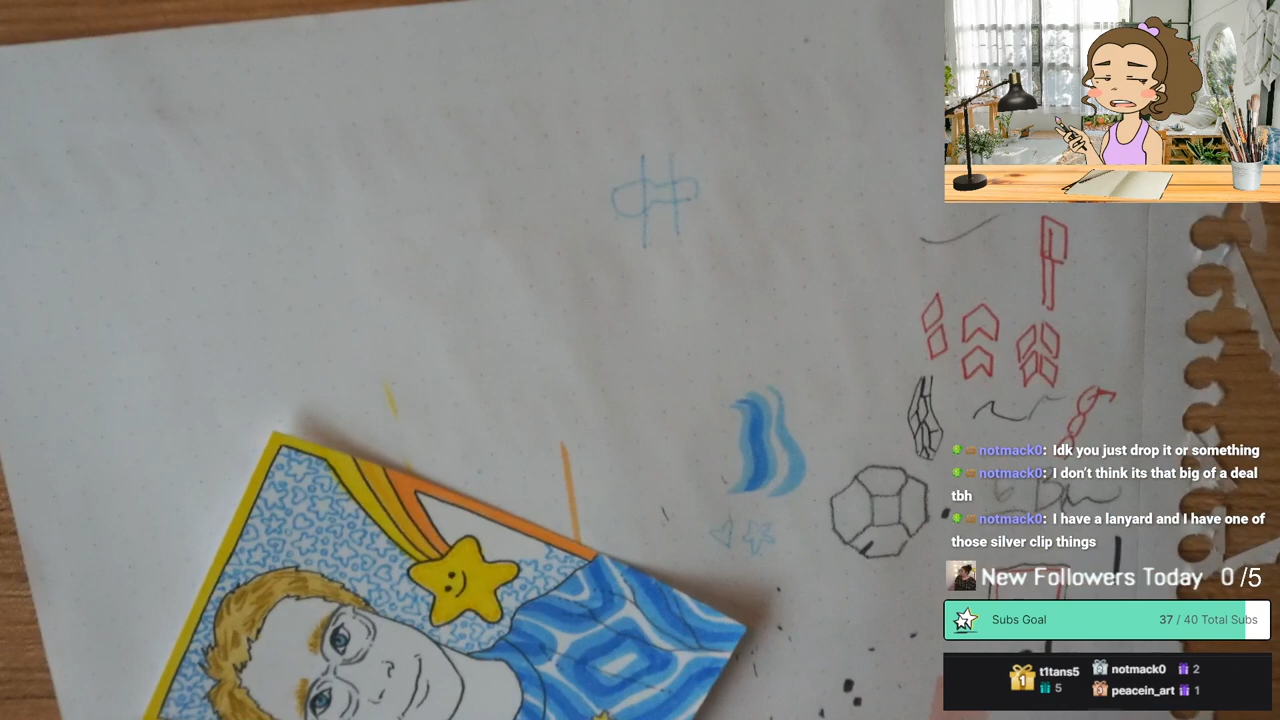 notmack0: Idk you just drop it or something
notmack0: I don't think its that big of a deal
tbh
notmack0: I have a lanyard and I have one of
those silver clip things
New Followers Today 0 /5
Subs Goal 37 / 40 Total Subs
1 t1tans5 5
notmack0 2
peacein_art 1